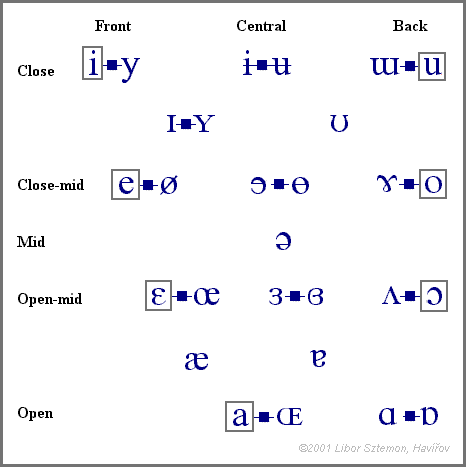 Front Central Back
Close i y ɨ ʉ ɯ u
ɪ ʏ ʊ
Close-mid e ø ɘ ɵ ɤ o
Mid ə
Open-mid ɛ œ ɜ ɞ ʌ ɔ
æ ɐ
Open a ɶ ɑ ɒ
©2001 Libor Sztemon, Havířov